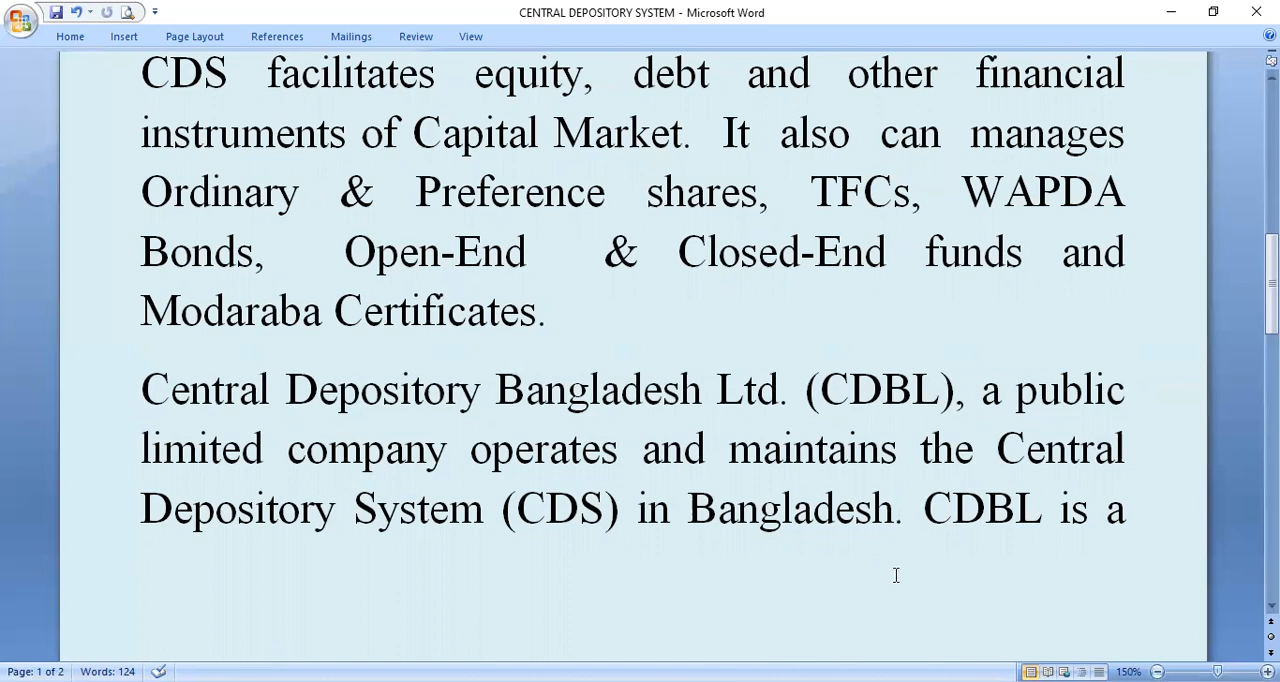 CENTRAL DEPOSITORY SYSTEM - Microsoft Word
Home Insert Page Layout References Mailings Review View
CDS facilitates equity, debt and other financial
instruments of Capital Market. It also can manages
Ordinary & Preference shares, TFCs, WAPDA
Bonds, Open-End & Closed-End funds and
Modaraba Certificates.
Central Depository Bangladesh Ltd. (CDBL), a public
limited company operates and maintains the Central
Depository System (CDS) in Bangladesh. CDBL is a
Page: 1 of 2 Words: 124 150%